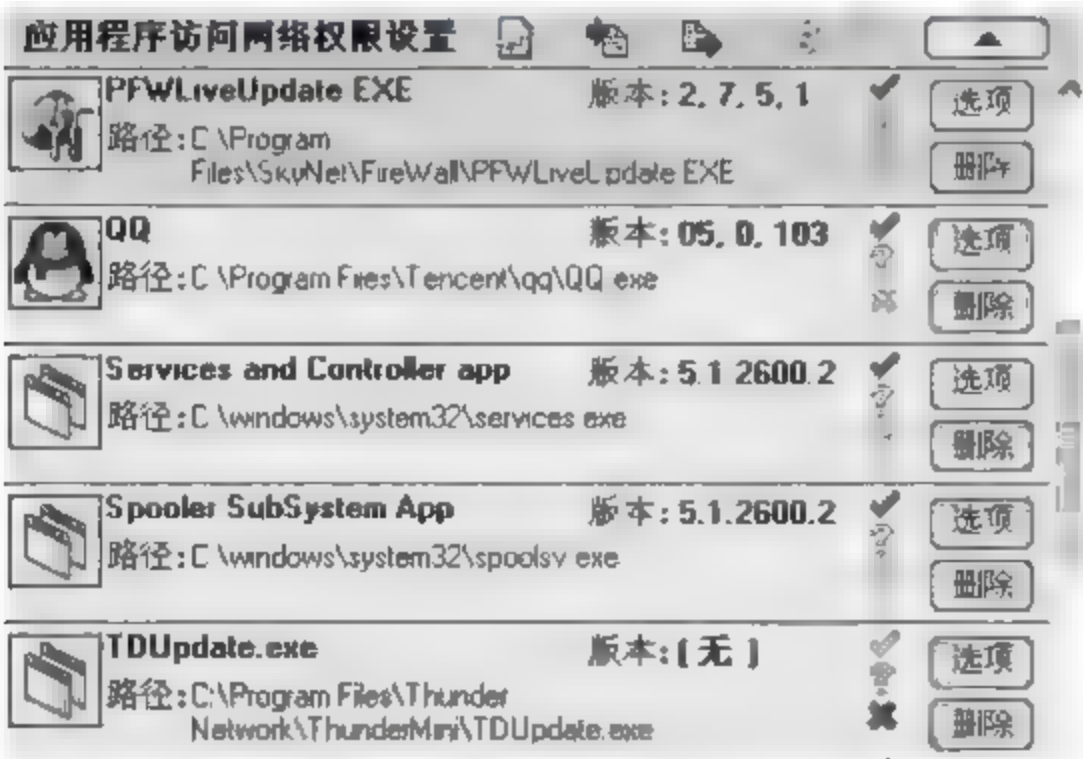 应用程序访问网络权限设置
PFWLiveUpdate EXE 版本: 2, 7, 5, 1 选项
路径:C \Program
Files\SkyNet\FireWall\PFWLiveUpdate EXE 删除
QQ 版本: 05, 0, 103 选项
路径:C \Program Files\Tencent\qq\QQ exe 删除
Services and Controller app 版本: 5.1.2600.2 选项
路径:C \windows\system32\services exe 删除
Spooler SubSystem App 版本: 5.1.2600.2 选项
路径:C \windows\system32\spoolsv exe 删除
TDUpdate.exe 版本:[ 无 ] 选项
路径:C:\Program Files\Thunder
Network\ThunderMini\TDUpdate.exe 删除